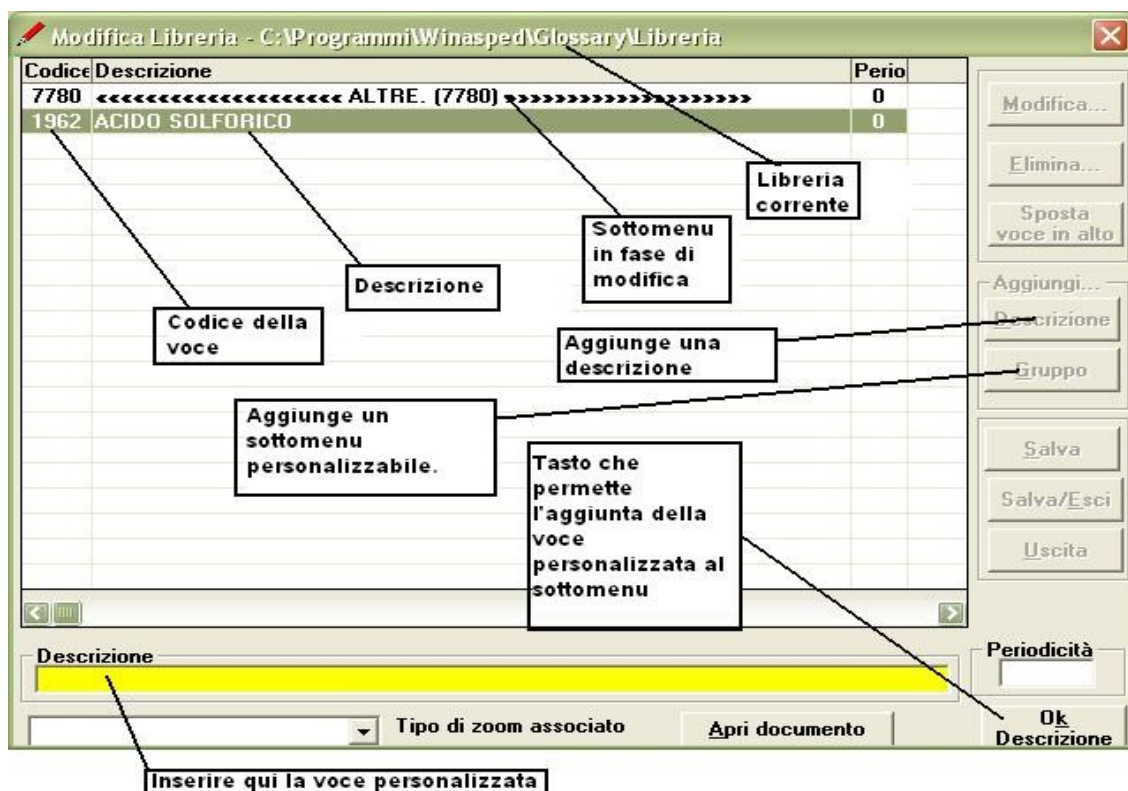 Modifica Libreria - C:\Programmi\Winasped\Glossary\Libreria
Codice Descrizione Perio
7780 <<<<<<<<<<<<<<<<<<<< ALTRE. (7780) >>>>>>>>>>>>>>>>>>>> 0
1962 ACIDO SOLFORICO 0
Modifica...
Elimina...
Sposta
voce in alto
Libreria
corrente
Sottomenu
in fase di
modifica
Descrizione
Codice della
voce
Aggiungi...
Descrizione
Gruppo
Aggiunge una
descrizione
Aggiunge un
sottomenu
personalizzabile.
Tasto che
permette
l'aggiunta della
voce
personalizzata al
sottomenu
Salva
Salva/Esci
Uscita
Descrizione
Periodicità
Tipo di zoom associato
Apri documento
Ok
Descrizione
Inserire qui la voce personalizzata